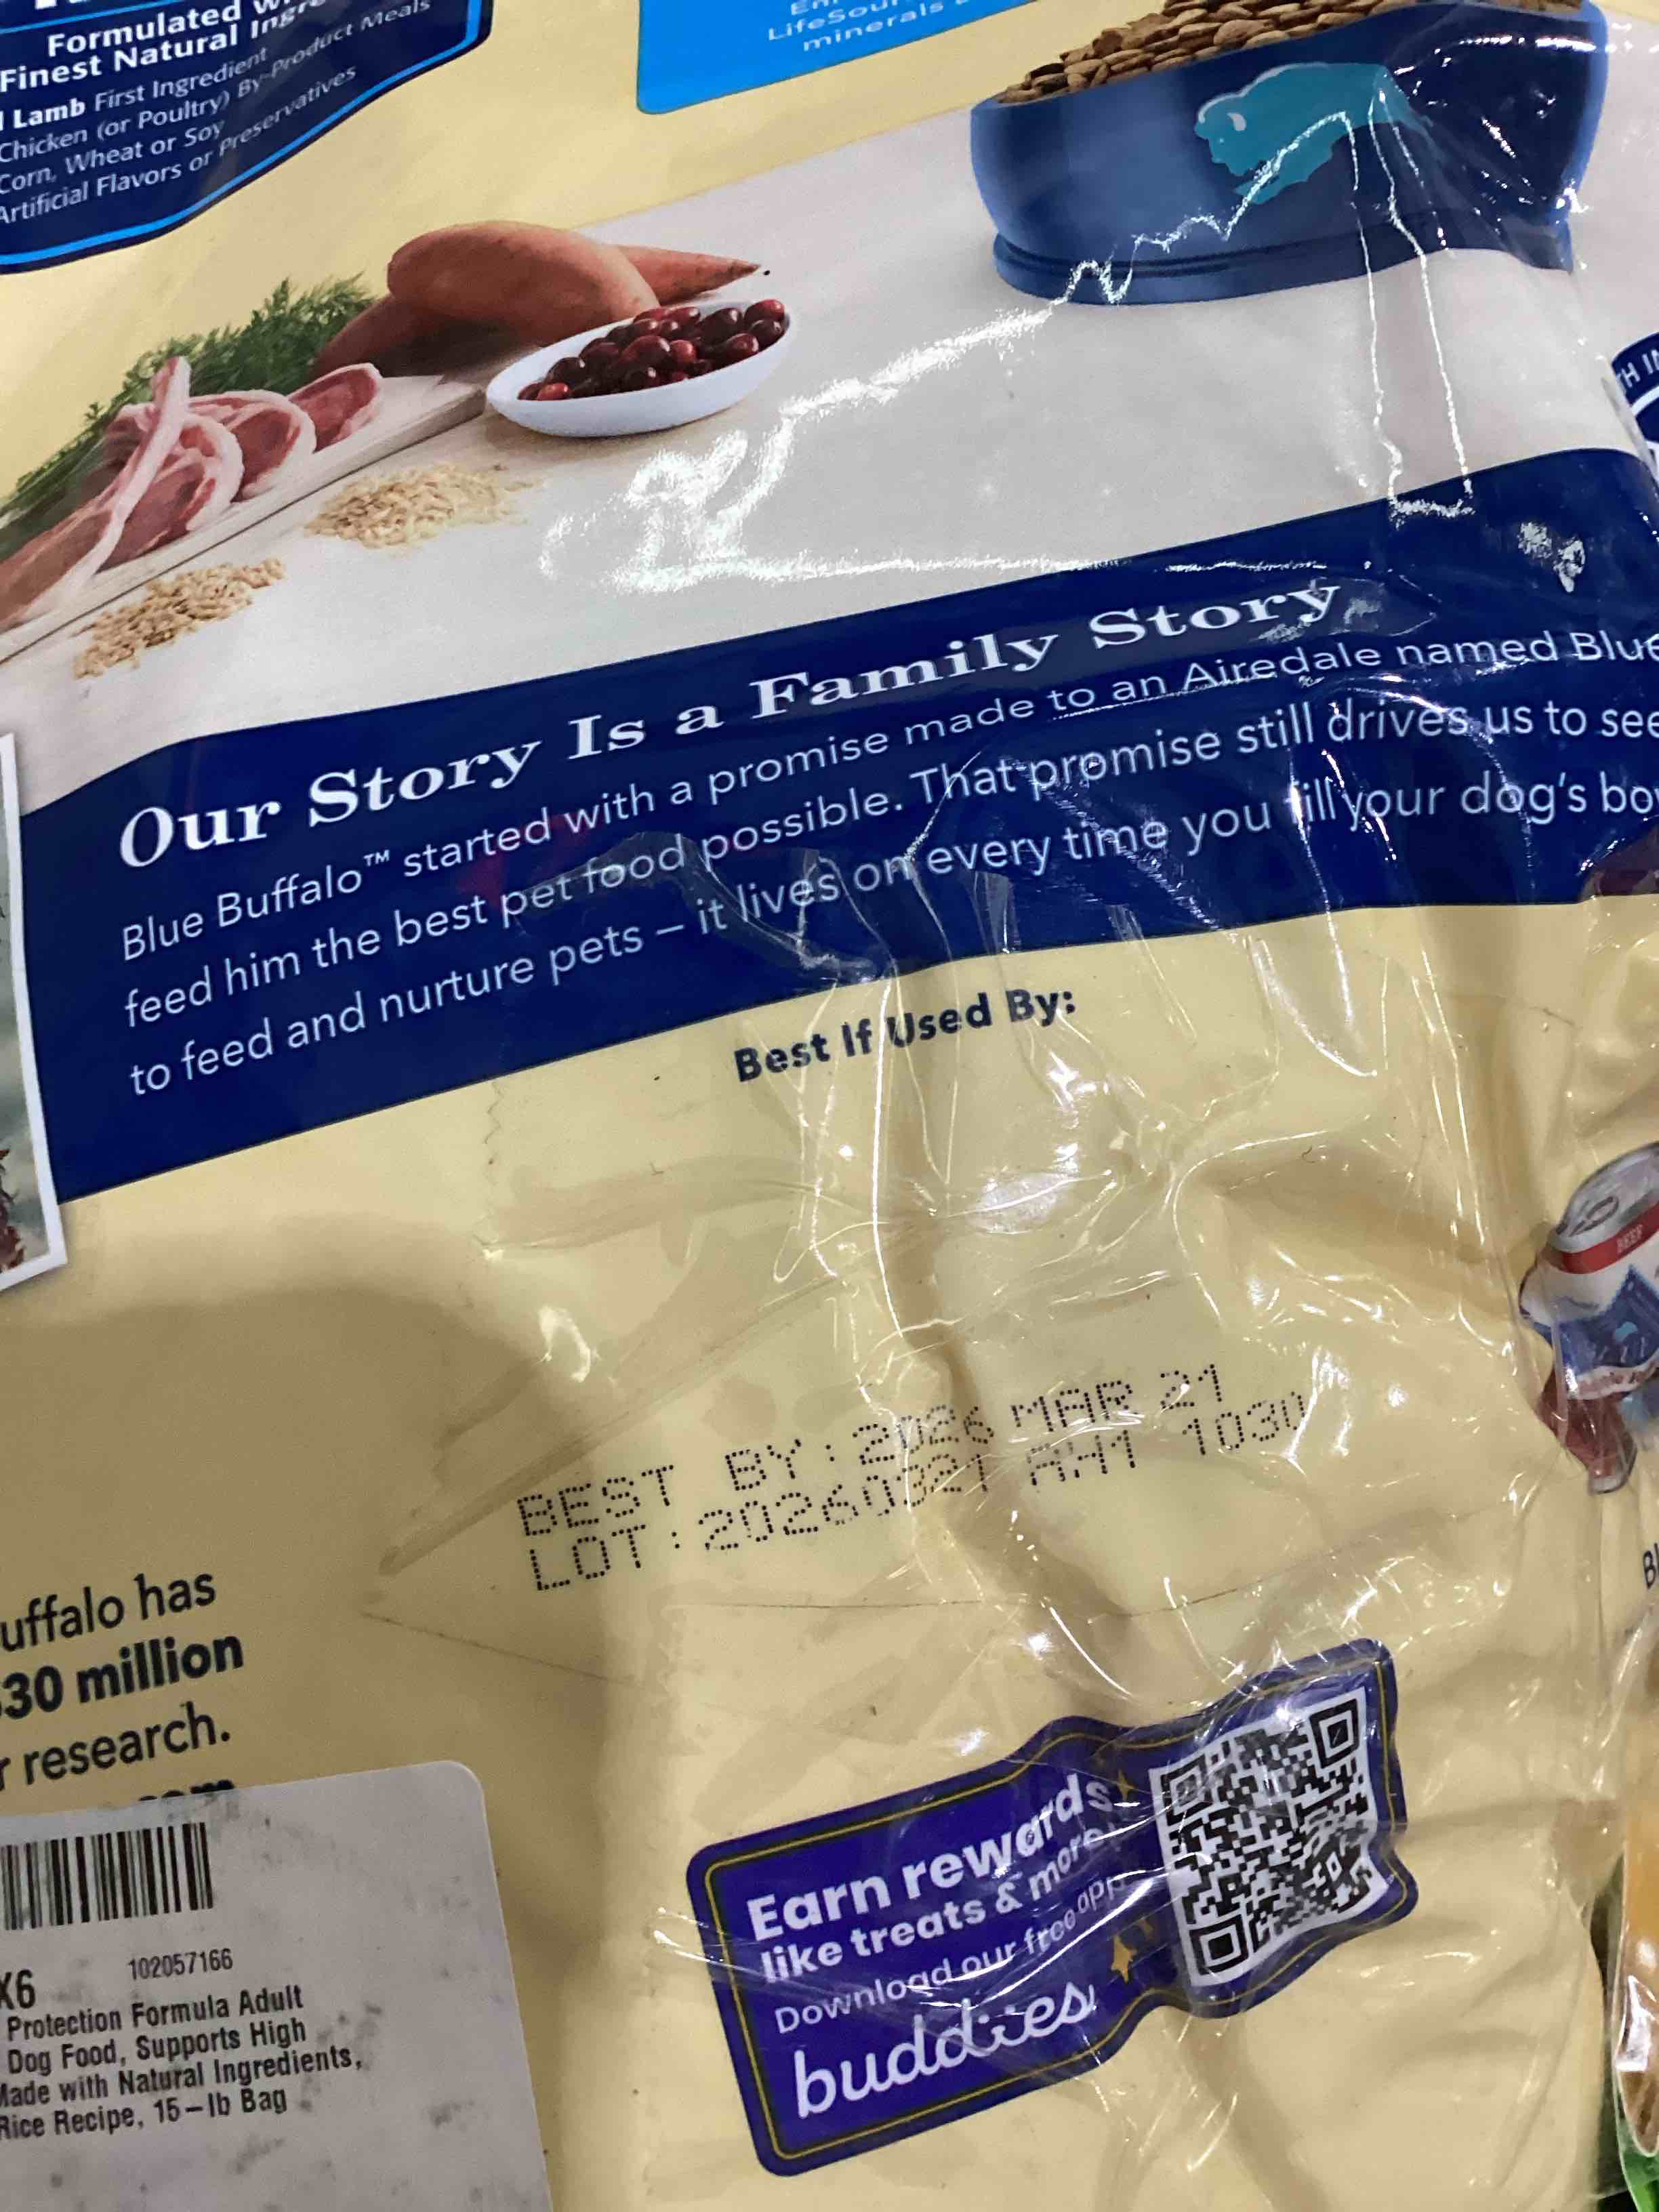 Formulated
Finest Natural
Lamb First Ingredient
Chicken (or Poultry) By-Product Meals
Corn, Wheat or Soy
Artificial Flavors or Preservatives
LifeSour
minerals
Our Story Is a Family Story
Blue Buffalo™ started with a promise made to an Airedale named Blue
feed him the best pet food possible. That promise still drives us to see
to feed and nurture pets – it lives on every time you fill your dog's
Best If Used By:
BEST BY:2026 MAR 21
LOT:20260321 AH1 1030
BEEF
uffalo has
30 million
research.
Earn rewards
like treats & more!
Download our free app
buddies
X6
102057166
Protection Formula Adult
Dog Food, Supports High
Made with Natural Ingredients,
Rice Recipe, 15-lb Bag